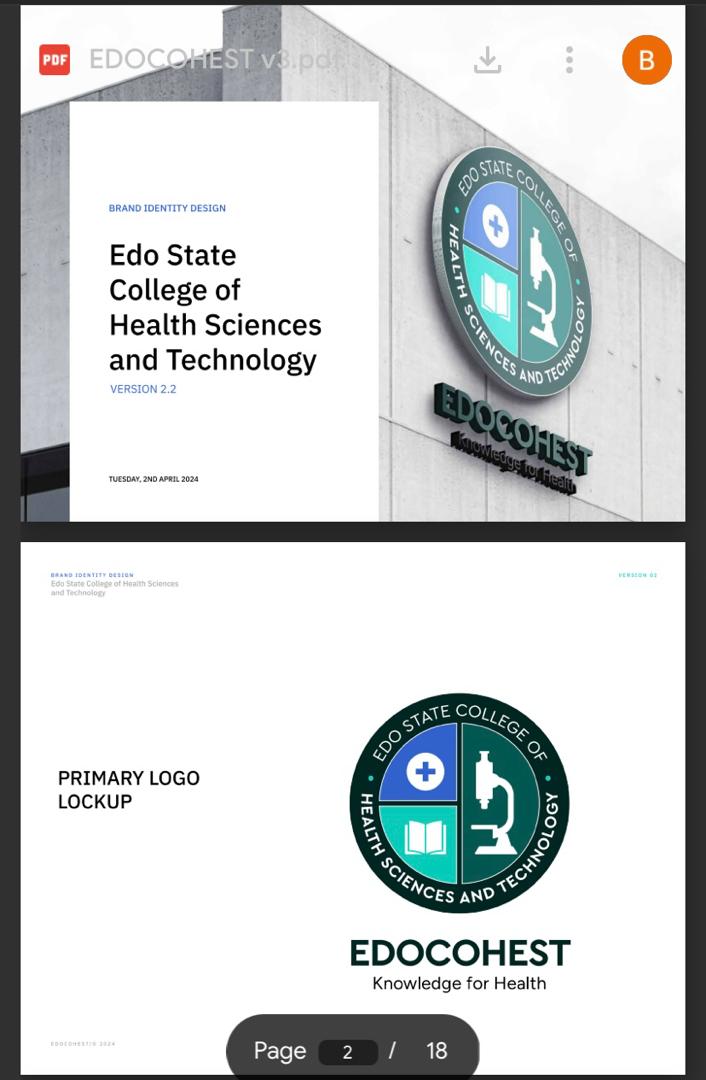 PDF EDOCOHEST v3.pdf B
BRAND IDENTITY DESIGN
Edo State
College of
Health Sciences
and Technology
VERSION 2.2
TUESDAY, 2ND APRIL 2024
EDO STATE COLLEGE OF
HEALTH SCIENCES AND TECHNOLOGY
EDOCOHEST
Knowledge for Health
BRAND IDENTITY DESIGN
Edo State College of Health Sciences
and Technology
VERSION 02
PRIMARY LOGO
LOCKUP
EDO STATE COLLEGE OF
HEALTH SCIENCES AND TECHNOLOGY
EDOCOHEST
Knowledge for Health
EDOCOHEST/© 2024
Page 2 / 18